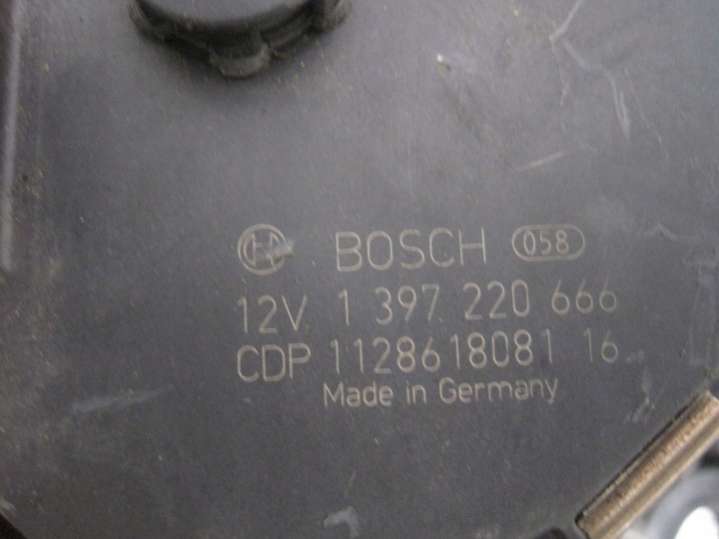 BOSCH 058
12V 1 397 220 666
CDP 1128618081 16
Made in Germany